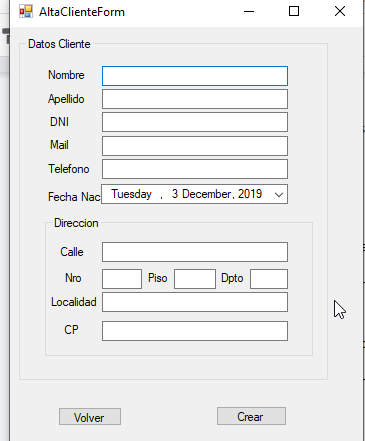 AltaClienteForm
Datos Cliente
Nombre
Apellido
DNI
Mail
Telefono
Fecha Nac Tuesday , 3 December, 2019
Direccion
Calle
Nro Piso Dpto
Localidad
CP
Volver Crear